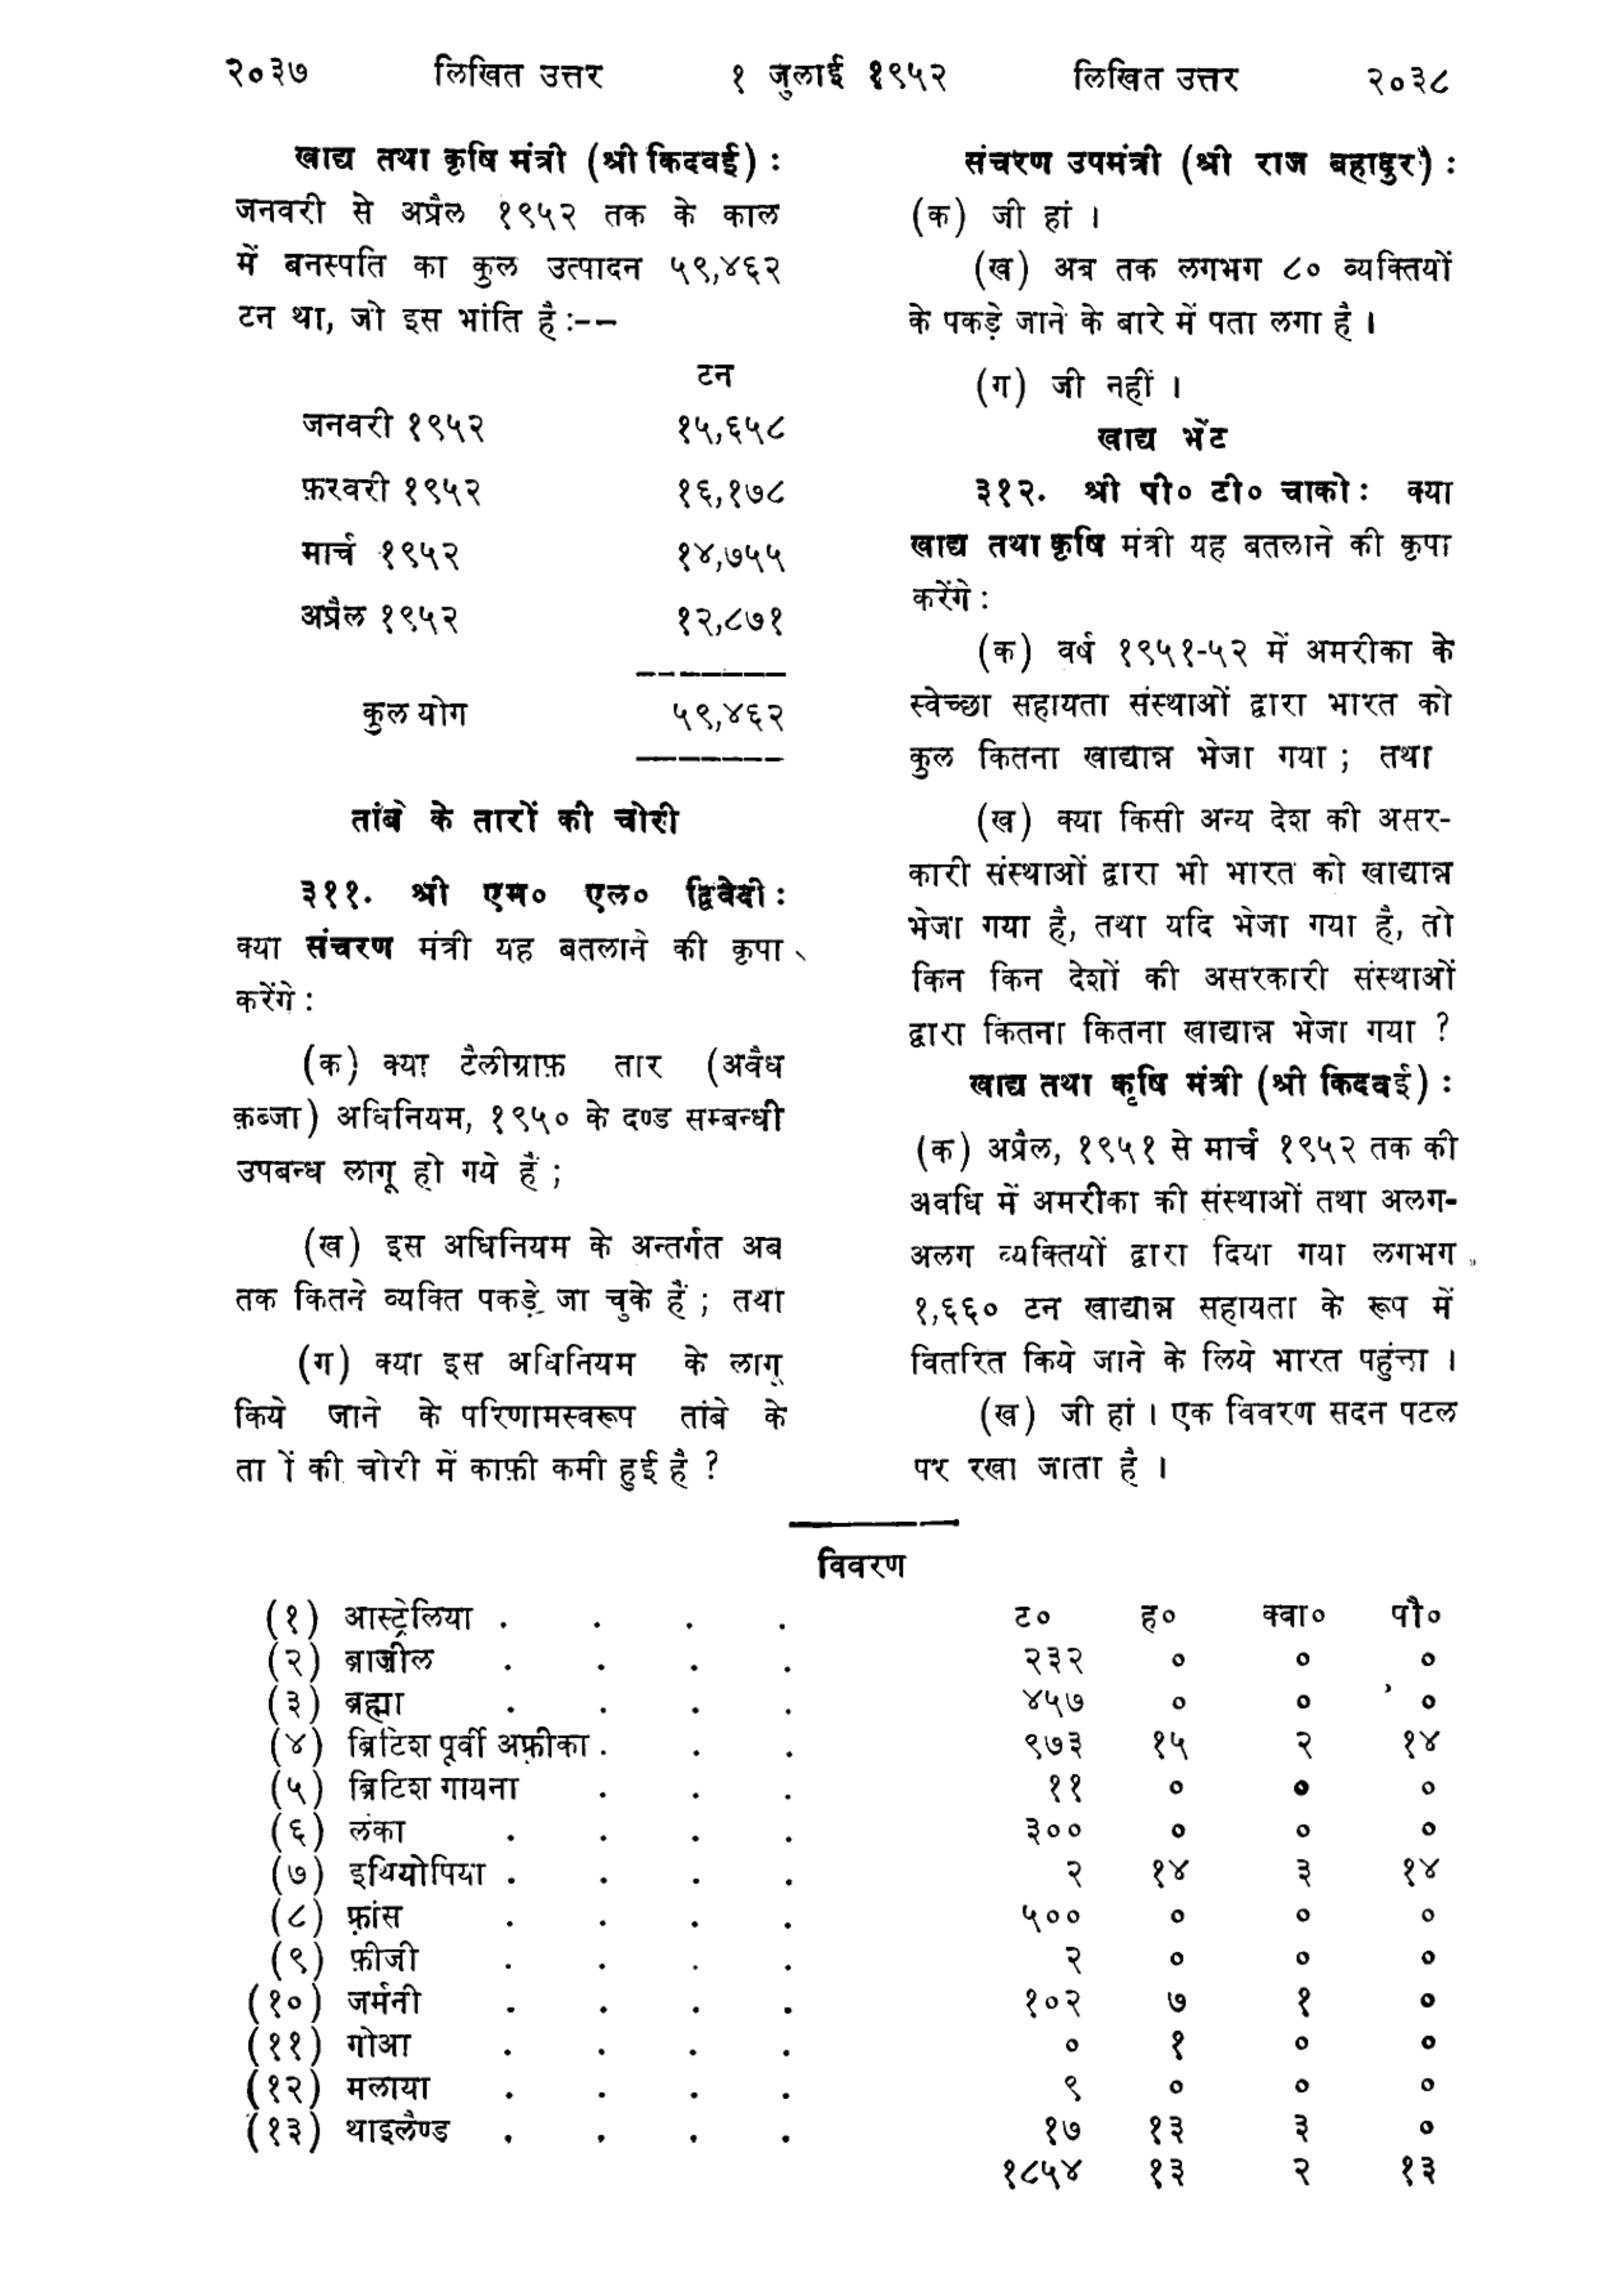 २०३७ लिखित उत्तर १ जुलाई १९५२ लिखित उत्तर २०३८
खाद्य तथा कृषि मंत्री (श्री किदवई) :
जनवरी से अप्रैल १९५२ तक के काल
में बनस्पति का कुल उत्पादन ५९,४६२
टन था, जो इस भांति है :--
टन
जनवरी १९५२ १५,६५८
फ़रवरी १९५२ १६,१७८
मार्च १९५२ १४,७५५
अप्रैल १९५२ १२,८७१
कुल योग ५९,४६२
तांबे के तारों की चोरी
३११. श्री एम० एल० द्विवेदी :
क्या संचरण मंत्री यह बतलाने की कृपा
करेंगे :
(क) क्या टैलीग्राफ़ तार (अवैध
क़ब्जा) अधिनियम, १९५० के दण्ड सम्बन्धी
उपबन्ध लागू हो गये हैं ;
(ख) इस अधिनियम के अन्तर्गत अब
तक कितने व्यक्ति पकड़े जा चुके हैं ; तथा
(ग) क्या इस अधिनियम के लागू
किये जाने के परिणामस्वरूप तांबे के
ता ों की चोरी में काफ़ी कमी हुई है ?
संचरण उपमंत्री (श्री राज बहादुर) :
(क) जी हां ।
(ख) अब तक लगभग ८० व्यक्तियों
के पकड़े जाने के बारे में पता लगा है ।
(ग) जी नहीं ।
खाद्य भेंट
३१२. श्री पी० टी० चाको : क्या
खाद्य तथा कृषि मंत्री यह बतलाने की कृपा
करेंगे :
(क) वर्ष १९५१-५२ में अमरीका के
स्वेच्छा सहायता संस्थाओं द्वारा भारत को
कुल कितना खाद्यान्न भेजा गया ; तथा
(ख) क्या किसी अन्य देश की असर-
कारी संस्थाओं द्वारा भी भारत को खाद्यान्न
भेजा गया है, तथा यदि भेजा गया है, तो
किन किन देशों की असरकारी संस्थाओं
द्वारा कितना कितना खाद्यान्न भेजा गया ?
खाद्य तथा कृषि मंत्री (श्री किदवई) :
(क) अप्रैल, १९५१ से मार्च १९५२ तक की
अवधि में अमरीका की संस्थाओं तथा अलग-
अलग व्यक्तियों द्वारा दिया गया लगभग
१,६६० टन खाद्यान्न सहायता के रूप में
वितरित किये जाने के लिये भारत पहुंचा ।
(ख) जी हां । एक विवरण सदन पटल
पर रखा जाता है ।
विवरण
(१) आस्ट्रेलिया . . . . ट० ह० क्वा० पौ०
(२) ब्राज़ील . . . . २३२ ० ० ०
(३) ब्रह्मा . . . . ४५७ ० ० ०
(४) ब्रिटिश पूर्वी अफ़्रीका . . . ९७३ १५ २ १४
(५) ब्रिटिश गायना . . . ११ ० ० ०
(६) लंका . . . . ३०० ० ० ०
(७) इथियोपिया . . . . २ १४ ३ १४
(८) फ़्रांस . . . . ५०० ० ० ०
(९) फ़ीजी . . . . २ ० ० ०
(१०) जर्मनी . . . . १०२ ७ १ ०
(११) गोआ . . . . ० १ ० ०
(१२) मलाया . . . . ९ ० ० ०
(१३) थाइलैण्ड . . . . १७ १३ ३ ०
१८५४ १३ २ १३